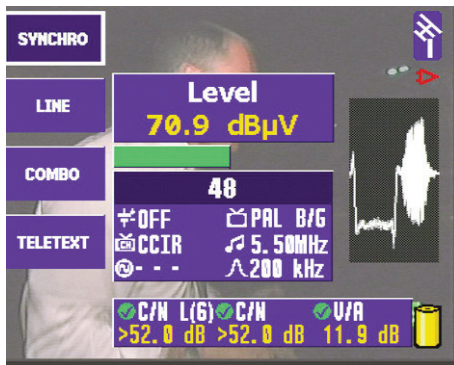 SYNCHRO
LINE
COMBO
TELETEXT
Level
70.9 dBµV
48
OFF PAL B/G
CCIR 5.50MHz
- - - 200 kHz
C/N L(6) C/N V/A
>52.0 dB >52.0 dB 11.9 dB